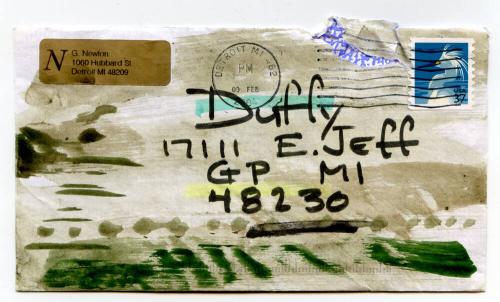 N
G. Newton
1060 Hubbard St
Detroit MI 48209
DETROIT MI 482
PM
09 FEB
USA
37
Duffy
17111 E. Jeff
GP MI
48230